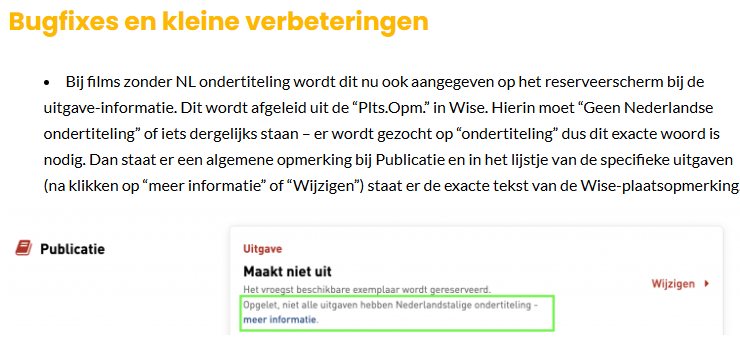 Bugfixes en kleine verbeteringen
• Bij films zonder NL ondertiteling wordt dit nu ook aangegeven op het reserveerscherm bij de
uitgave-informatie. Dit wordt afgeleid uit de “Plts.Opm.” in Wise. Hierin moet “Geen Nederlandse
ondertiteling” of iets dergelijks staan – er wordt gezocht op “ondertiteling” dus dit exacte woord is
nodig. Dan staat er een algemene opmerking bij Publicatie en in het lijstje van de specifieke uitgaven
(na klikken op “meer informatie” of “Wijzigen”) staat er de exacte tekst van de Wise-plaatsopmerking
Publicatie
Uitgave
Maakt niet uit
Het vroegst beschikbare exemplaar wordt gereserveerd.
Opgelet, niet alle uitgaven hebben Nederlandstalige ondertiteling -
meer informatie.
Wijzigen